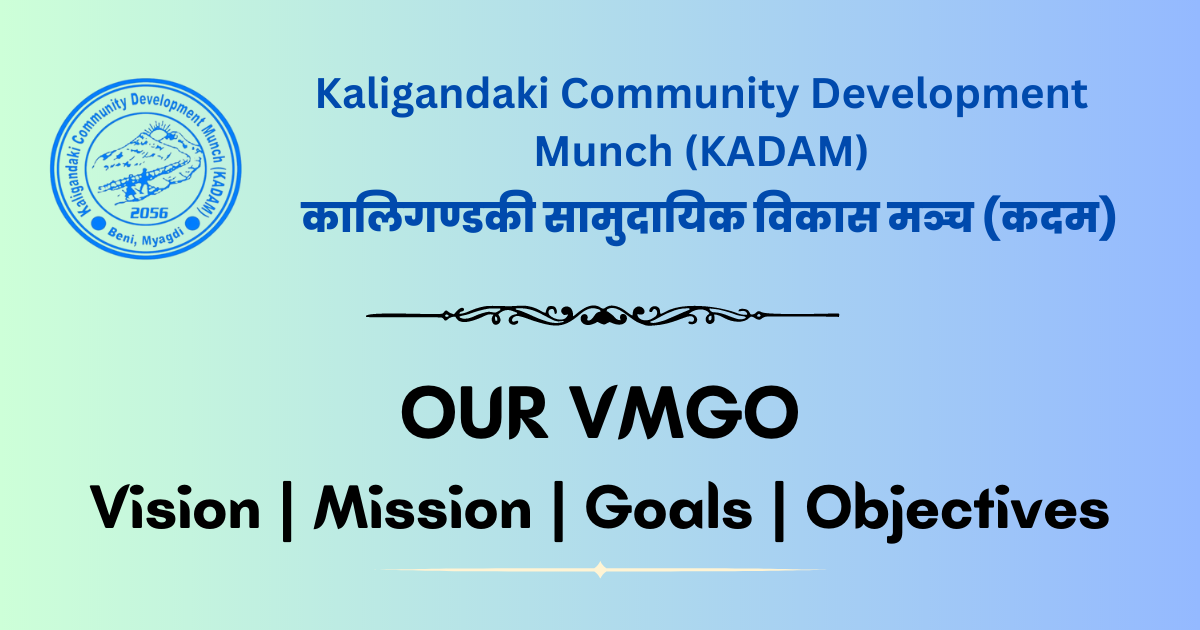 Kaligandaki Community Development Munch (KADAM)
2056
Beni, Myagdi
Kaligandaki Community Development
Munch (KADAM)
कालिगण्डकी सामुदायिक विकास मञ्च (कदम)
OUR VMGO
Vision | Mission | Goals | Objectives